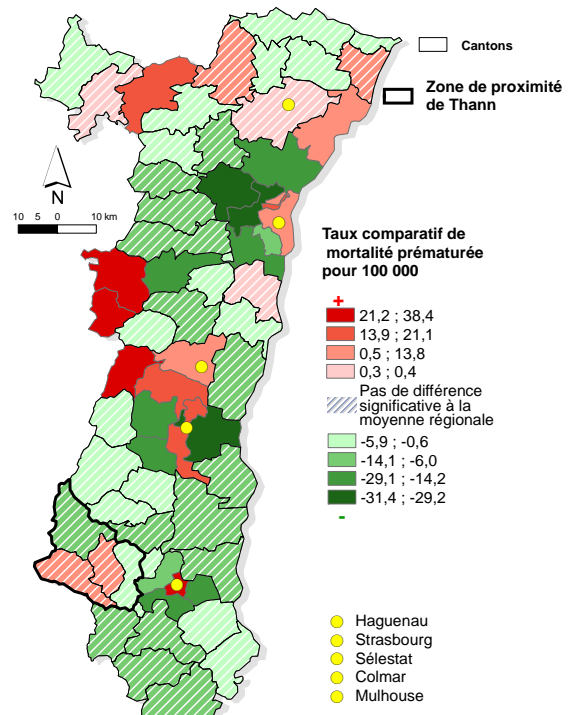 Cantons
Zone de proximité
de Thann
N
10 5 0 10 km
Taux comparatif de
mortalité prématurée
pour 100 000
+
21,2 ; 38,4
13,9 ; 21,1
0,5 ; 13,8
0,3 ; 0,4
Pas de différence
significative à la
moyenne régionale
-5,9 ; -0,6
-14,1 ; -6,0
-29,1 ; -14,2
-31,4 ; -29,2
-
Haguenau
Strasbourg
Sélestat
Colmar
Mulhouse